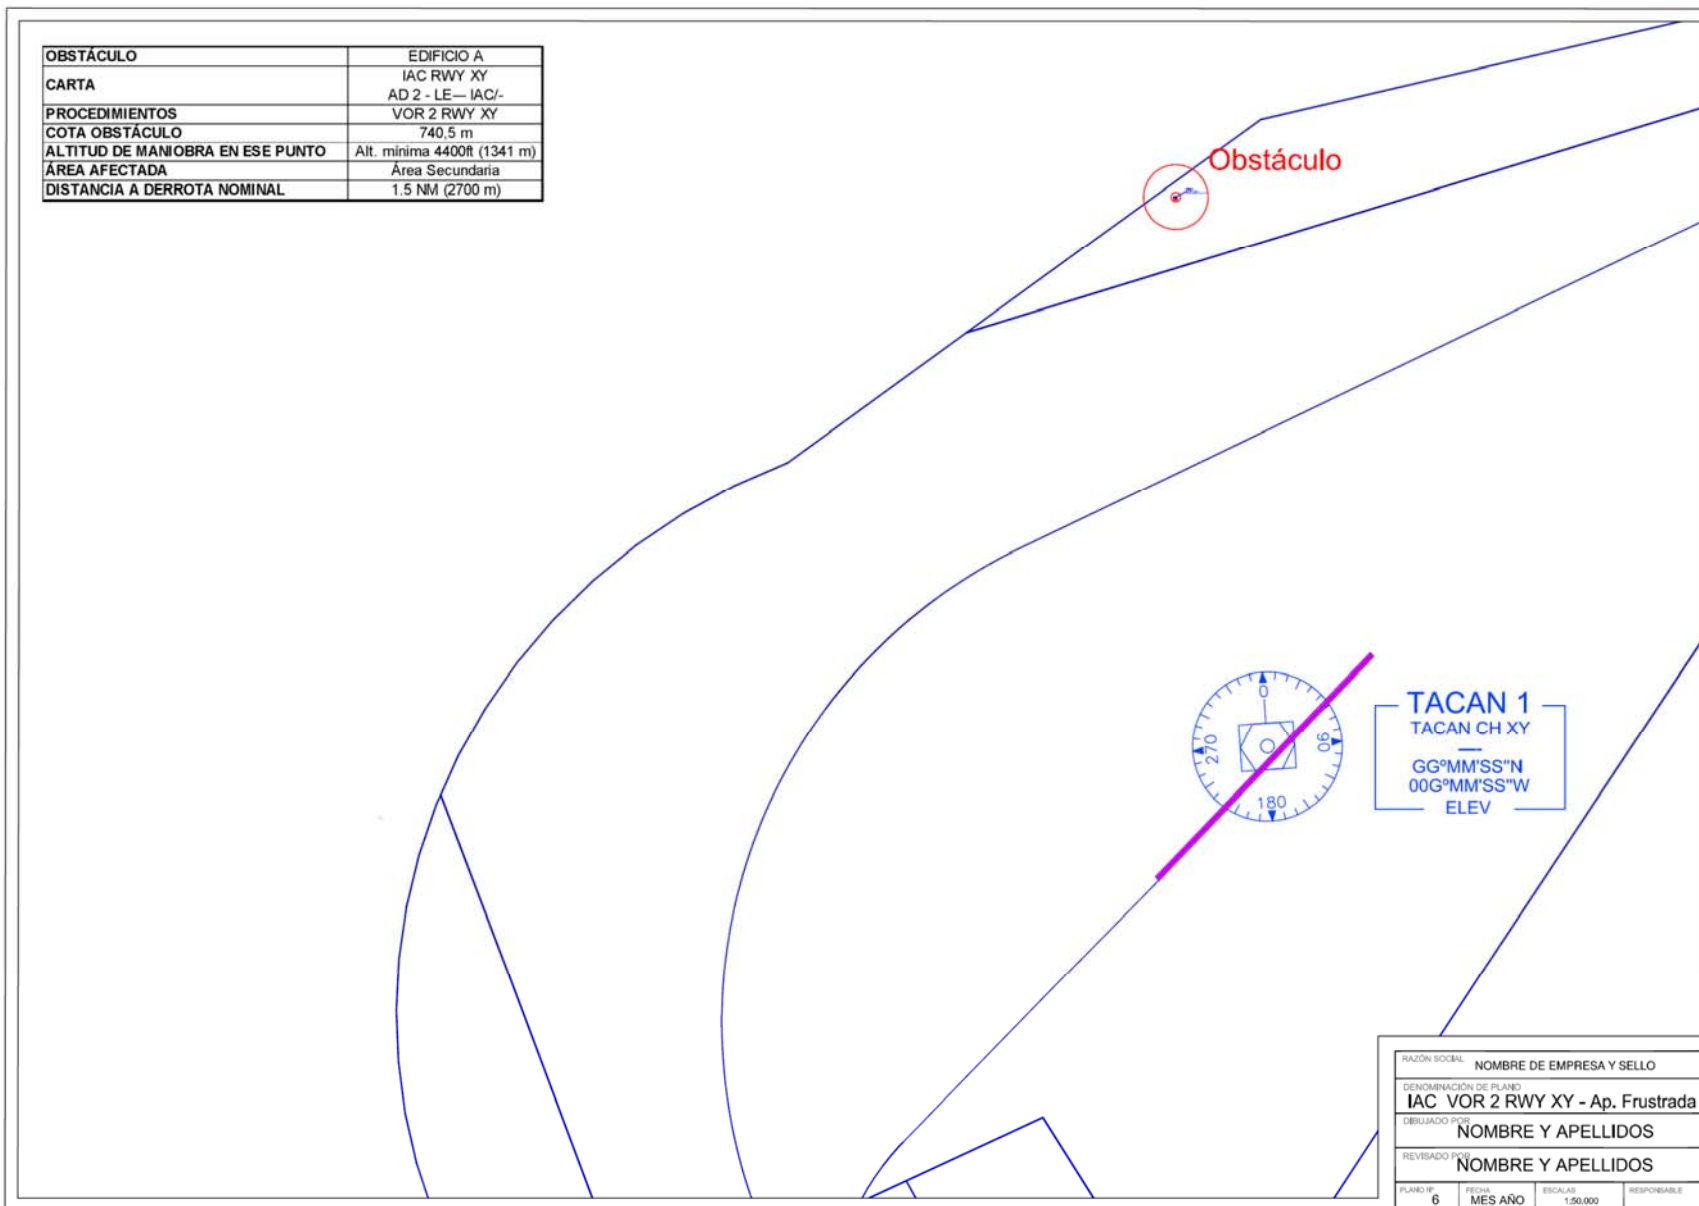 OBSTÁCULO EDIFICIO A
CARTA IAC RWY XY
AD 2 - LE— IAC/-
PROCEDIMIENTOS VOR 2 RWY XY
COTA OBSTÁCULO 740,5 m
ALTITUD DE MANIOBRA EN ESE PUNTO Alt. mínima 4400ft (1341 m)
ÁREA AFECTADA Área Secundaria
DISTANCIA A DERROTA NOMINAL 1.5 NM (2700 m)
Obstáculo
0
90
180
270
TACAN 1
TACAN CH XY
GGºMM'SS"N
00GºMM'SS"W
ELEV
RAZÓN SOCIAL NOMBRE DE EMPRESA Y SELLO
DENOMINACIÓN DE PLANO
IAC VOR 2 RWY XY - Ap. Frustrada
DIBUJADO POR
NOMBRE Y APELLIDOS
REVISADO POR
NOMBRE Y APELLIDOS
PLANO Nº FECHA ESCALAS RESPONSABLE
6 MES AÑO 1:50,000